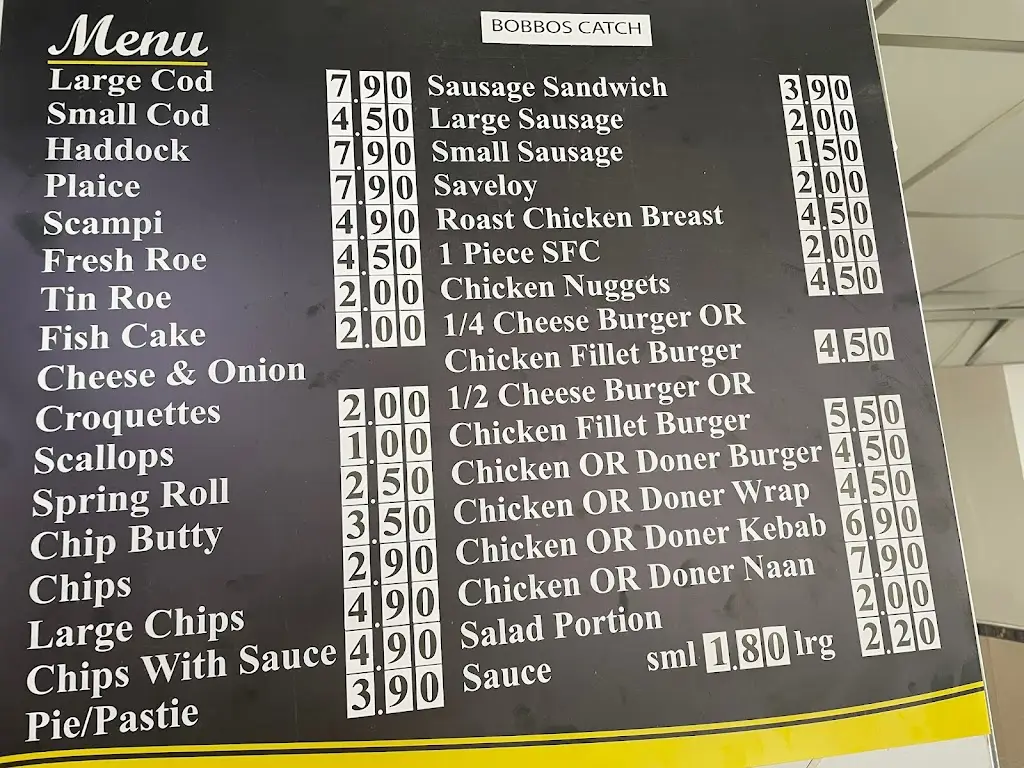 Menu
BOBBOS CATCH
Large Cod 7.90
Small Cod 4.50
Haddock 7.90
Plaice 7.90
Scampi 4.90
Fresh Roe 4.50
Tin Roe 2.00
Fish Cake 2.00
Cheese & Onion
Croquettes 2.00
Scallops 1.00
Spring Roll 2.50
Chip Butty 3.50
Chips 2.90
Large Chips 4.90
Chips With Sauce 4.90
Pie/Pastie 3.90
Sausage Sandwich 3.90
Large Sausage 2.00
Small Sausage 1.50
Saveloy 2.00
Roast Chicken Breast 4.50
1 Piece SFC 2.00
Chicken Nuggets 4.50
1/4 Cheese Burger OR
Chicken Fillet Burger 4.50
1/2 Cheese Burger OR
Chicken Fillet Burger 5.50
Chicken OR Doner Burger 4.50
Chicken OR Doner Wrap 4.50
Chicken OR Doner Kebab 6.90
Chicken OR Doner Naan 7.90
Salad Portion 2.00
Sauce sml 1.80 lrg 2.20